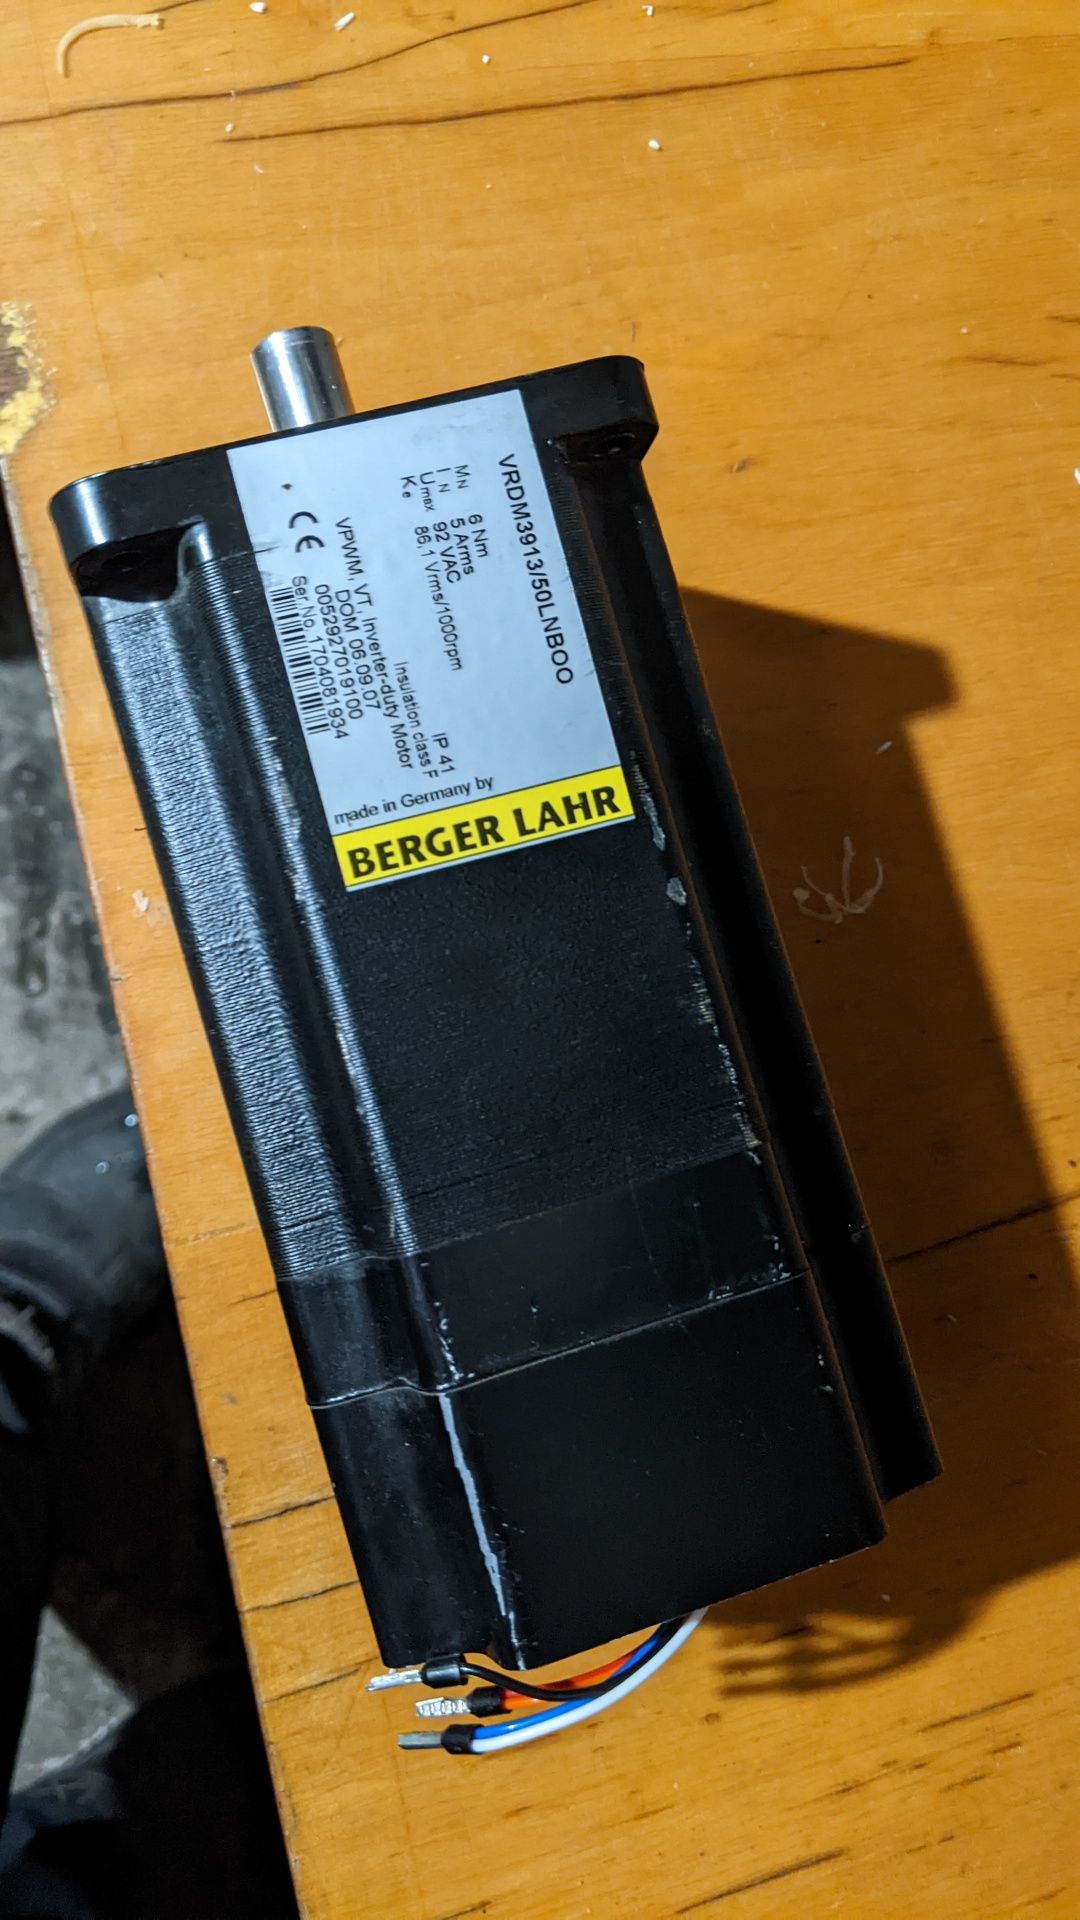 VRDM3913/50LNBOO
MN 6 Nm
IN 5 Arms
Umax 92 VAC
Ke 86,1 Vrms/1000rpm
IP 41
Insulation class F
VPWM, VT, Inverter-duty Motor
DOM 06.09.07
0052927019100
Ser.No.1704081934
CE
made in Germany by
BERGER LAHR